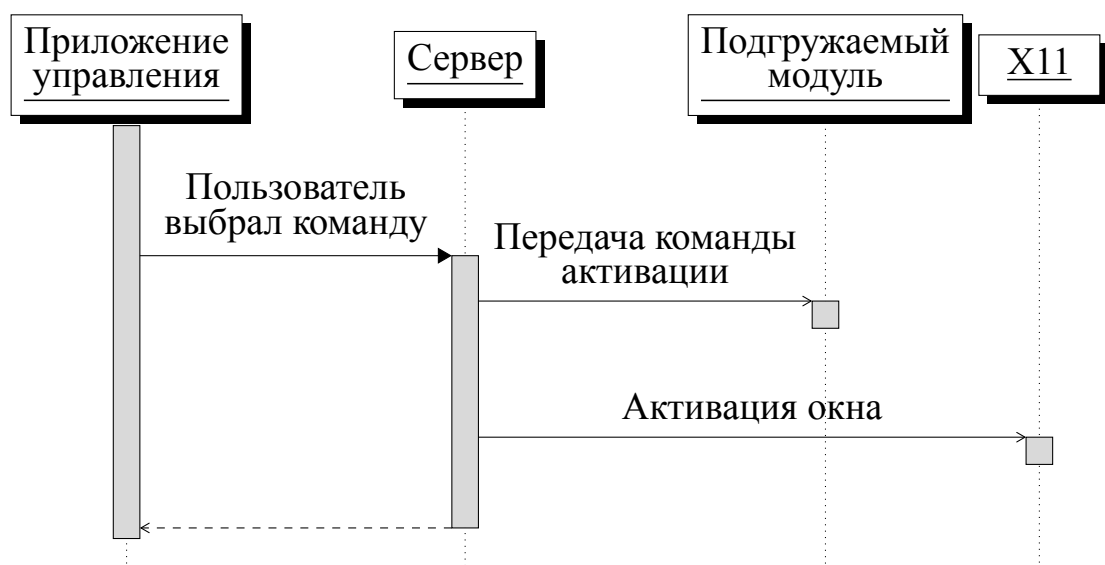 Приложение
управления
Сервер
Подгружаемый
модуль
X11
Пользователь
выбрал команду
Передача команды
активации
Активация окна